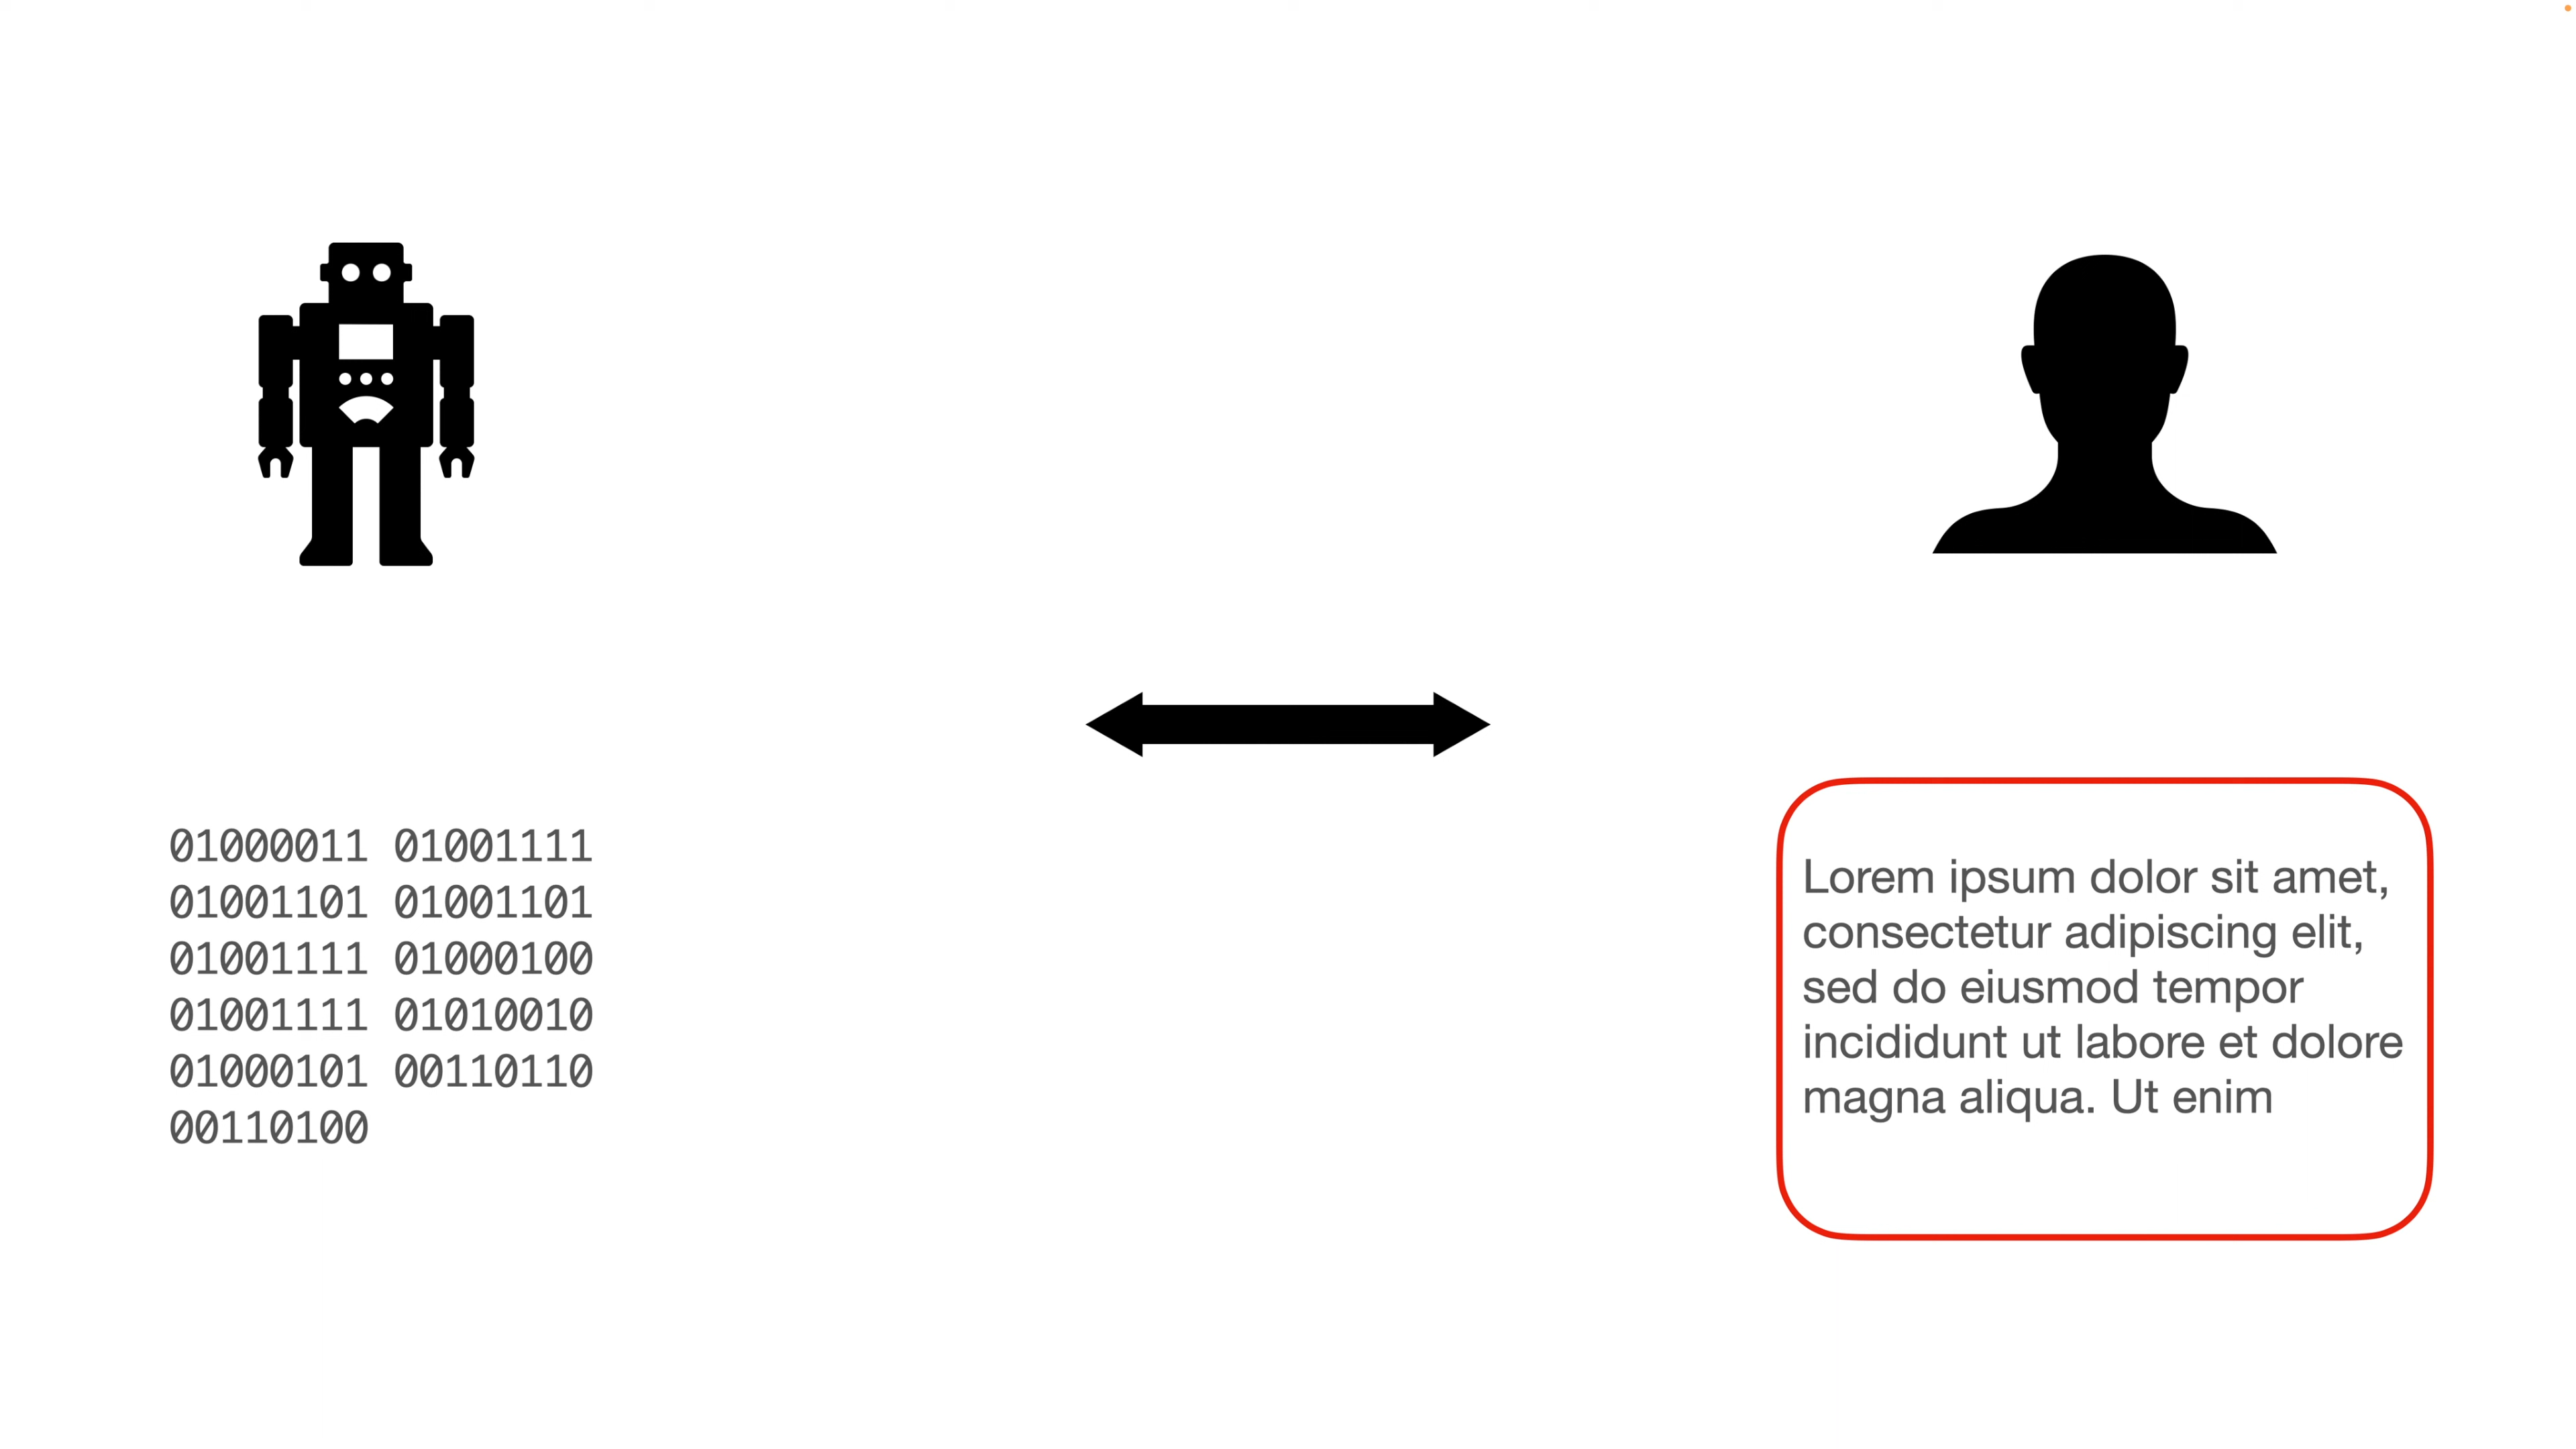 01000011 01001111
01001101 01001101
01001111 01000100
01001111 01010010
01000101 00110110
00110100
Lorem ipsum dolor sit amet,
consectetur adipiscing elit,
sed do eiusmod tempor
incididunt ut labore et dolore
magna aliqua. Ut enim